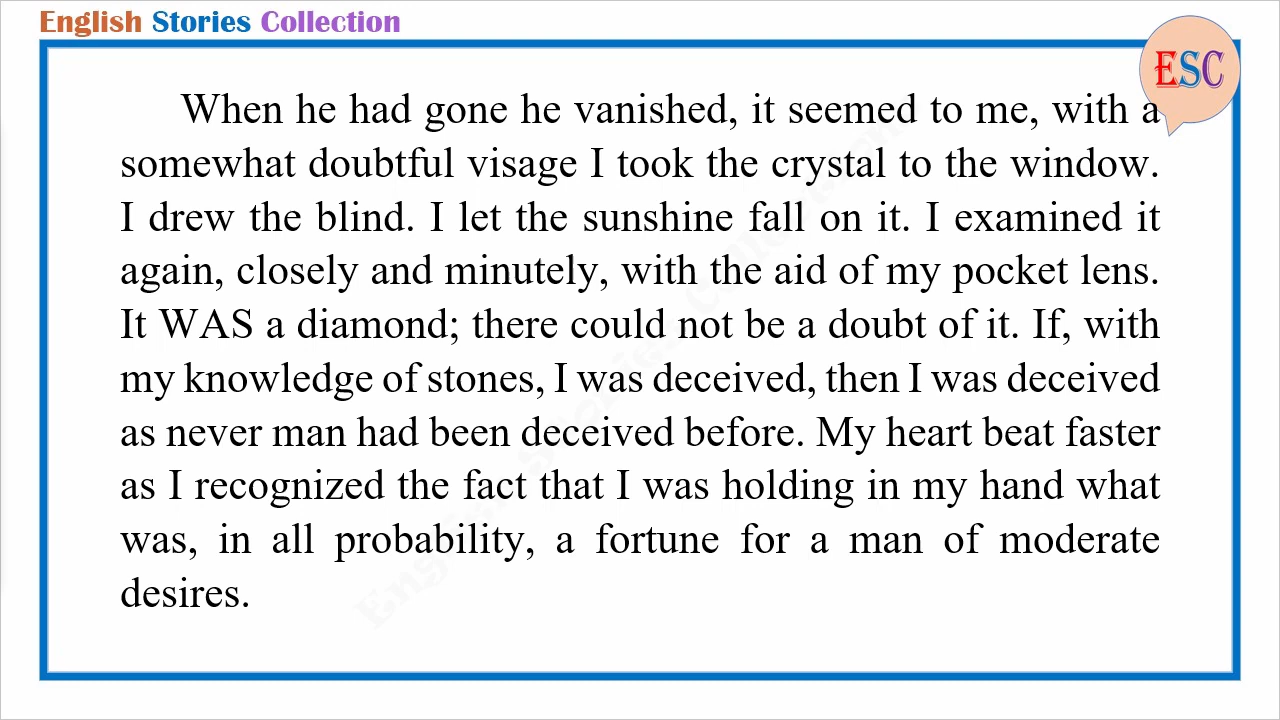 English Stories Collection
ESC
When he had gone he vanished, it seemed to me, with a
somewhat doubtful visage I took the crystal to the window.
I drew the blind. I let the sunshine fall on it. I examined it
again, closely and minutely, with the aid of my pocket lens.
It WAS a diamond; there could not be a doubt of it. If, with
my knowledge of stones, I was deceived, then I was deceived
as never man had been deceived before. My heart beat faster
as I recognized the fact that I was holding in my hand what
was, in all probability, a fortune for a man of moderate
desires.